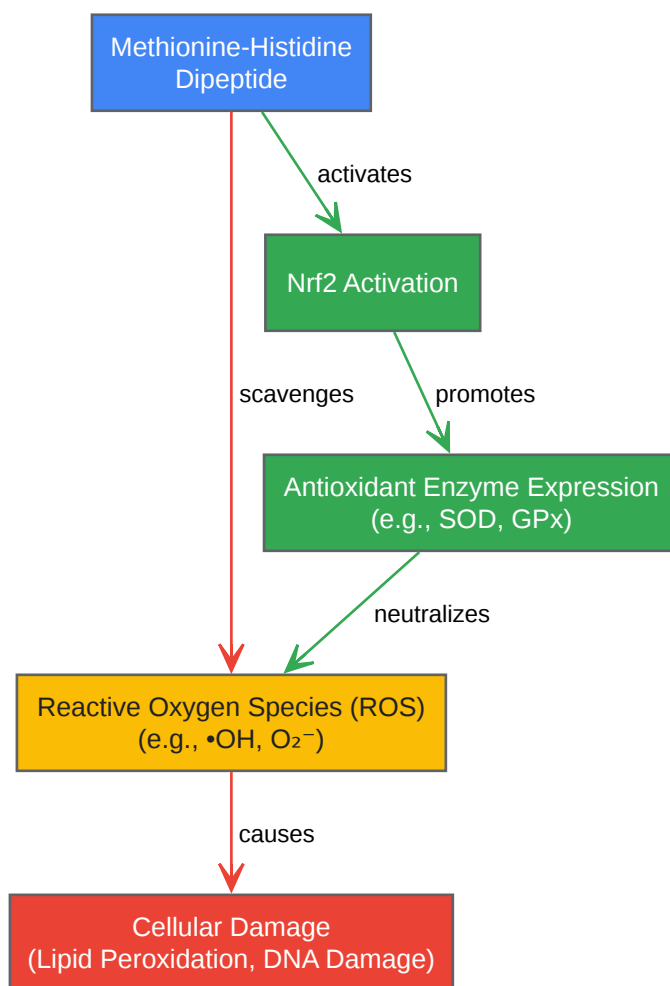 Methionine-Histidine
Dipeptide
activates
Nrf2 Activation
scavenges
promotes
Antioxidant Enzyme Expression
(e.g., SOD, GPx)
neutralizes
Reactive Oxygen Species (ROS)
(e.g., •OH, O₂⁻)
causes
Cellular Damage
(Lipid Peroxidation, DNA Damage)